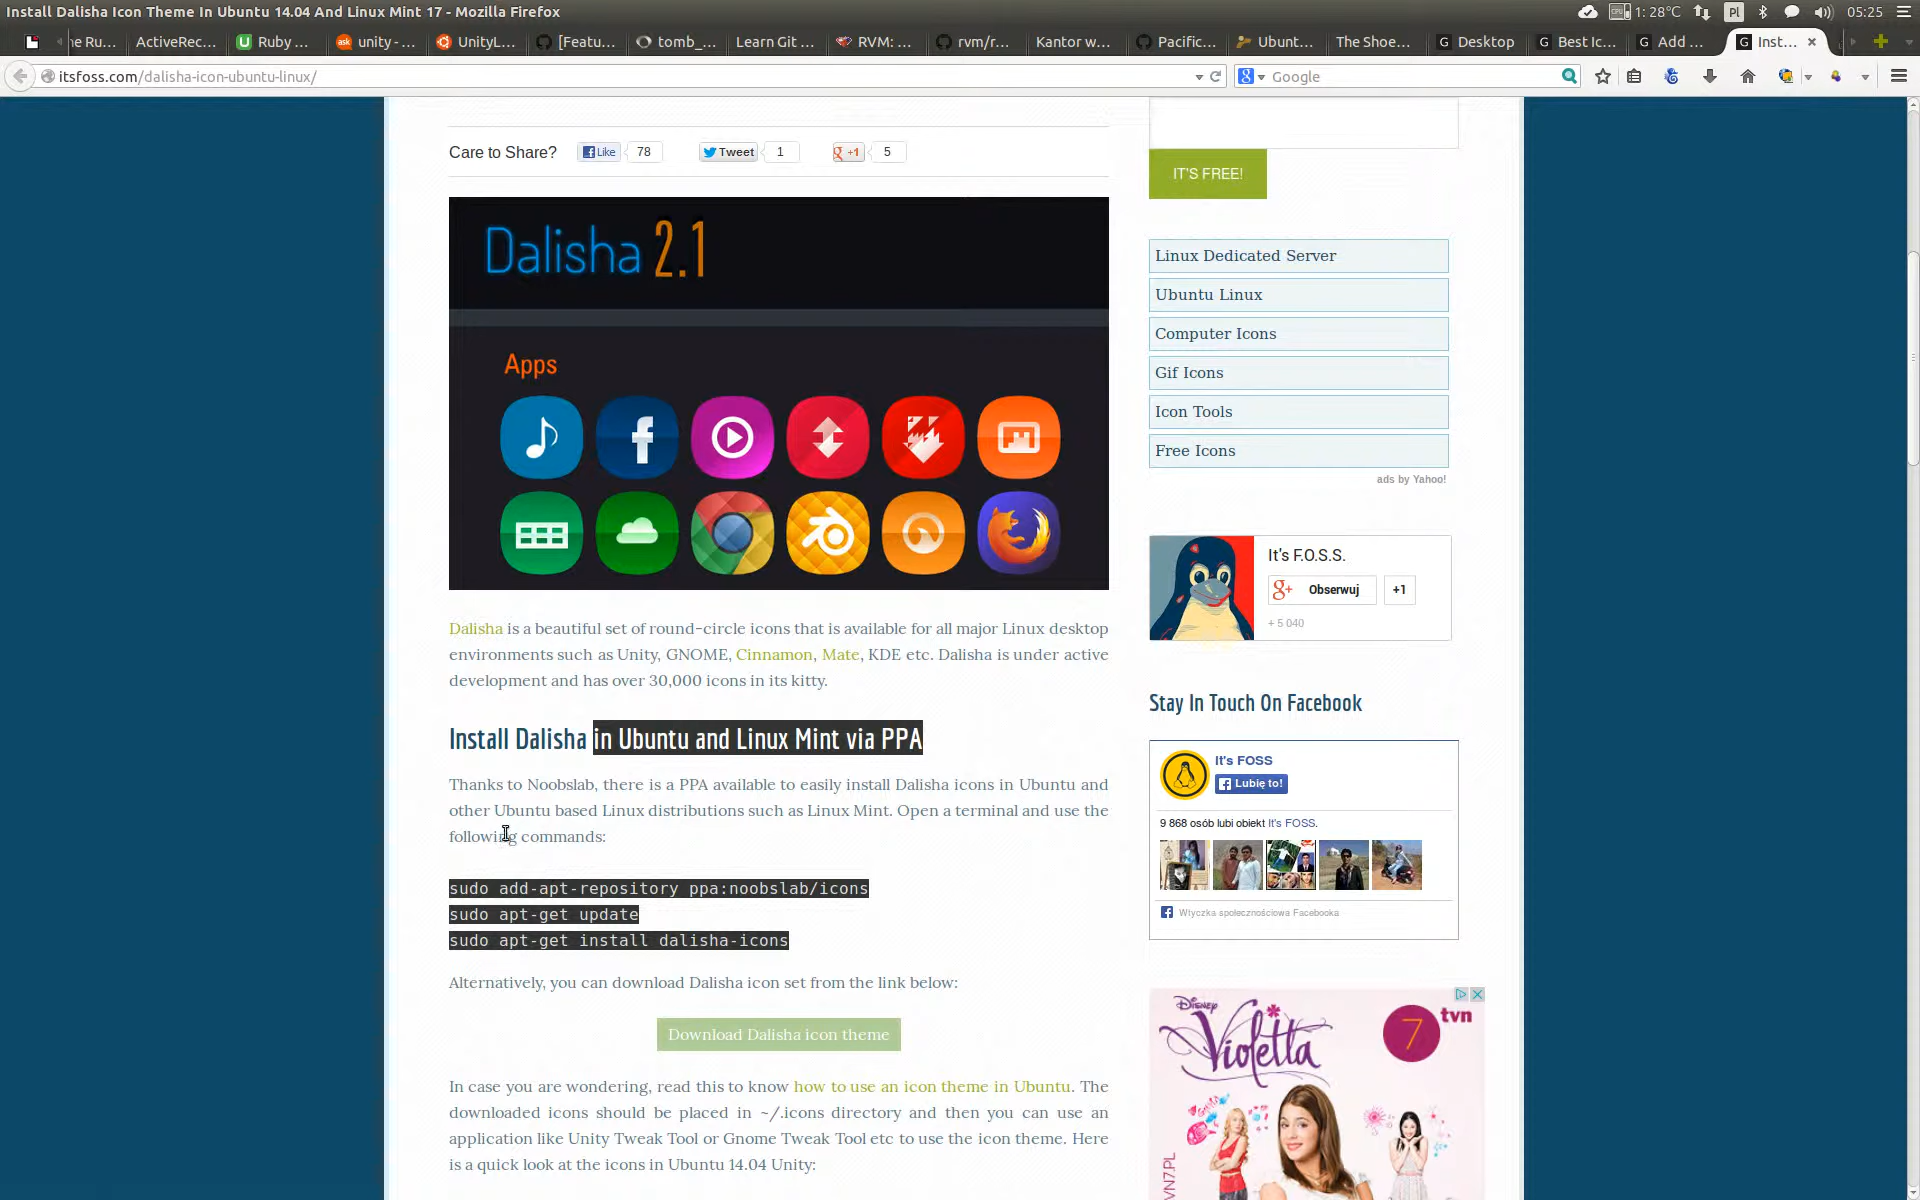 Install Dalisha Icon Theme In Ubuntu 14.04 And Linux Mint 17 - Mozilla Firefox
1: 28°C
Pl
05:25
ne Ru...
ActiveRec...
Ruby ...
unity - ...
UnityL...
[Featu...
tomb_...
Learn Git ...
RVM: ...
rvm/r...
Kantor w...
Pacific...
Ubunt...
The Shoe...
Desktop
Best Ic...
Add ...
Inst...
itsfoss.com/dalisha-icon-ubuntu-linux/
Google
Care to Share?
Like
78
Tweet
1
+1
5
Dalisha 2.1
Apps
Dalisha is a beautiful set of round-circle icons that is available for all major Linux desktop
environments such as Unity, GNOME, Cinnamon, Mate, KDE etc. Dalisha is under active
development and has over 30,000 icons in its kitty.
Install Dalisha in Ubuntu and Linux Mint via PPA
Thanks to Noobslab, there is a PPA available to easily install Dalisha icons in Ubuntu and
other Ubuntu based Linux distributions such as Linux Mint. Open a terminal and use the
following commands:
sudo add-apt-repository ppa:noobslab/icons
sudo apt-get update
sudo apt-get install dalisha-icons
Alternatively, you can download Dalisha icon set from the link below:
Download Dalisha icon theme
In case you are wondering, read this to know how to use an icon theme in Ubuntu. The
downloaded icons should be placed in ~/.icons directory and then you can use an
application like Unity Tweak Tool or Gnome Tweak Tool etc to use the icon theme. Here
is a quick look at the icons in Ubuntu 14.04 Unity:
IT'S FREE!
Linux Dedicated Server
Ubuntu Linux
Computer Icons
Gif Icons
Icon Tools
Free Icons
ads by Yahoo!
It's F.O.S.S.
Obserwuj
+1
+ 5 040
Stay In Touch On Facebook
It's FOSS
Lubię to!
9 868 osób lubi obiekt It's FOSS.
Wtyczka społecznościowa Facebooka
Disney
Violetta
7
tvn
VN7.PL